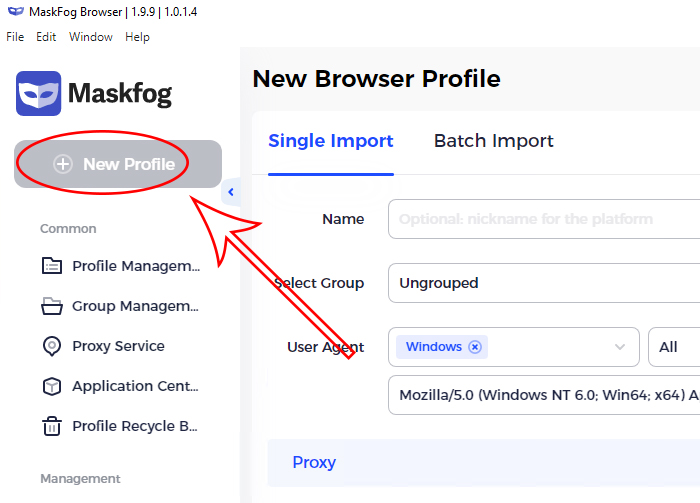 MaskFog Browser | 1.9.9 | 1.0.1.4
File Edit Window Help
Maskfog
New Profile
Common
Profile Managem...
Group Managem...
Proxy Service
Application Cent...
Profile Recycle B...
Management
New Browser Profile
Single Import Batch Import
Name Optional: nickname for the platform
Select Group Ungrouped
User Agent Windows All
Mozilla/5.0 (Windows NT 6.0; Win64; x64) A
Proxy